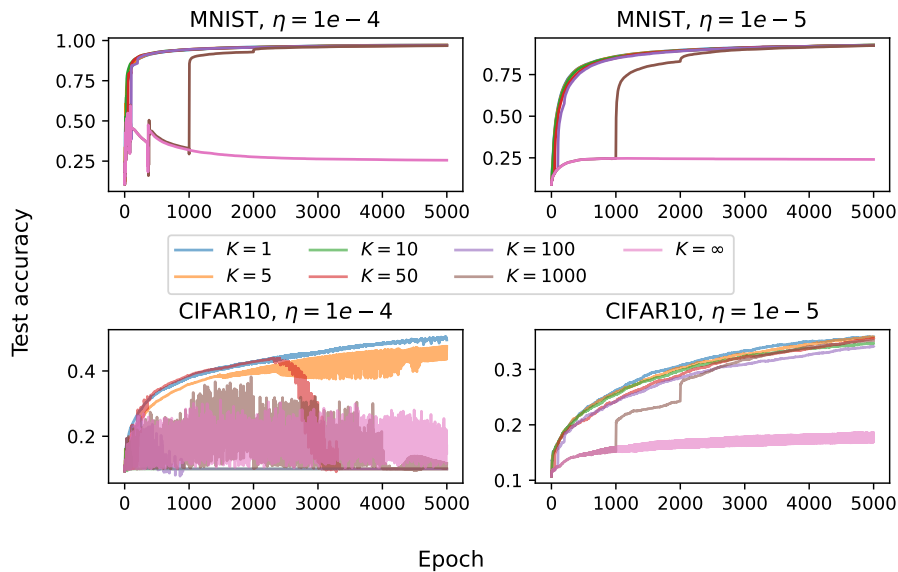 MNIST, η = 1e − 4
MNIST, η = 1e − 5
1.00
0.75
0.50
0.25
0 1000 2000 3000 4000 5000
0.75
0.50
0.25
0 1000 2000 3000 4000 5000
Test accuracy
K = 1 K = 10 K = 100 K = ∞
K = 5 K = 50 K = 1000
CIFAR10, η = 1e − 4
CIFAR10, η = 1e − 5
0.4
0.2
0 1000 2000 3000 4000 5000
0.3
0.2
0.1
0 1000 2000 3000 4000 5000
Epoch